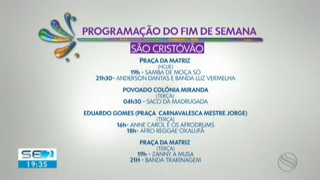 PROGRAMAÇÃO DO FIM DE SEMANA
SÃO CRISTÓVÃO
PRAÇA DA MATRIZ
(HOJE)
19h - SAMBA DE MOÇA SÓ
21h30- ANDERSON DANTAS E BANDA LUZ VERMELHA
POVOADO COLÔNIA MIRANDA
(TERÇA)
04h30 - SACO DA MADRUGADA
EDUARDO GOMES (PRAÇA CARNAVALESCA MESTRE JORGE)
(TERÇA)
16h- ANNE CAROL E OS AFRODRUMS
18h- AFRO REGGAE OXALUFÃ
PRAÇA DA MATRIZ
(TERÇA)
19h - ZANNY A MUSA
21H - BANDA TRAKINAGEM
SE2
19:35